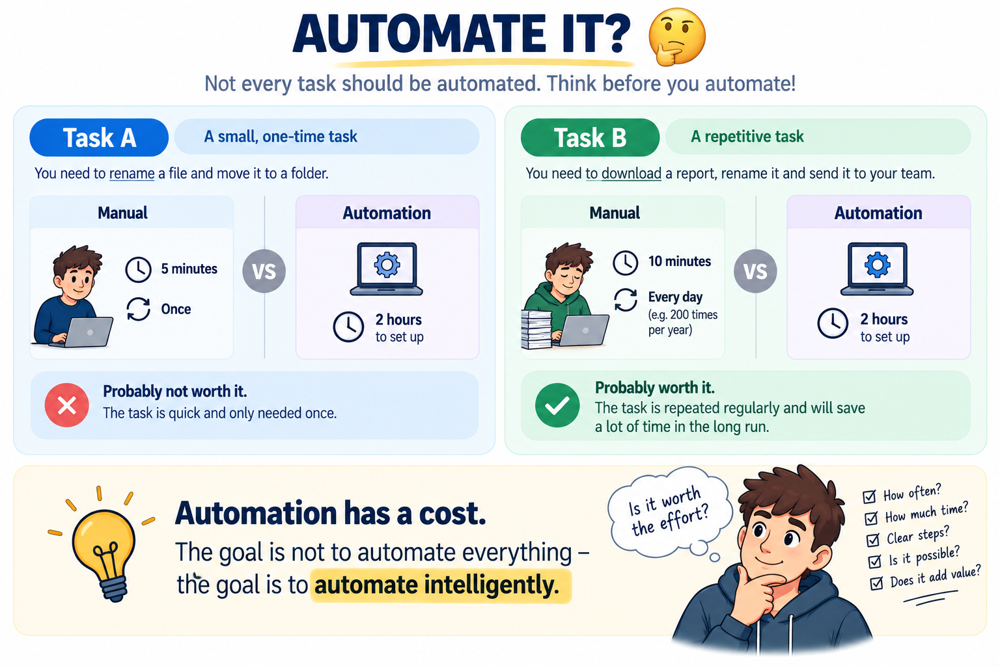 AUTOMATE IT?
Not every task should be automated. Think before you automate!
Task A
A small, one-time task
You need to rename a file and move it to a folder.
Manual
5 minutes
Once
VS
Automation
2 hours
to set up
Probably not worth it.
The task is quick and only needed once.
Task B
A repetitive task
You need to download a report, rename it and send it to your team.
Manual
10 minutes
Every day
(e.g. 200 times
per year)
VS
Automation
2 hours
to set up
Probably worth it.
The task is repeated regularly and will save
a lot of time in the long run.
Automation has a cost.
The goal is not to automate everything –
the goal is to automate intelligently.
Is it worth
the effort?
How often?
How much time?
Clear steps?
Is it possible?
Does it add value?